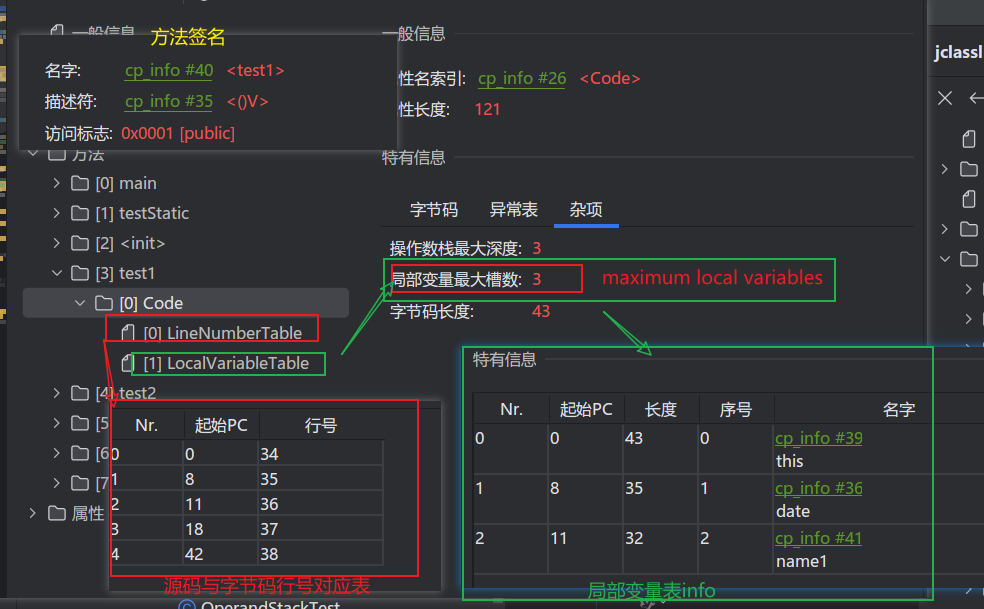 一般信息
方法签名
名字: cp_info #40 <test1>
描述符: cp_info #35 <()V>
访问标志: 0x0001 [public]
方法
[0] main
[1] testStatic
[2] <init>
[3] test1
[0] Code
[0] LineNumberTable
[1] LocalVariableTable
[4] test2
[5
[6
[7
属性
Nr. 起始PC 行号
0 0 34
1 8 35
2 11 36
3 18 37
4 42 38
源码与字节码行号对应表
OperandStackTest
一般信息
性名索引: cp_info #26 <Code>
性长度: 121
特有信息
字节码 异常表 杂项
操作数栈最大深度: 3
局部变量最大槽数: 3 maximum local variables
字节码长度: 43
特有信息
Nr. 起始PC 长度 序号 名字
0 0 43 0 cp_info #39
this
1 8 35 1 cp_info #36
date
2 11 32 2 cp_info #41
name1
局部变量表info
jclassl